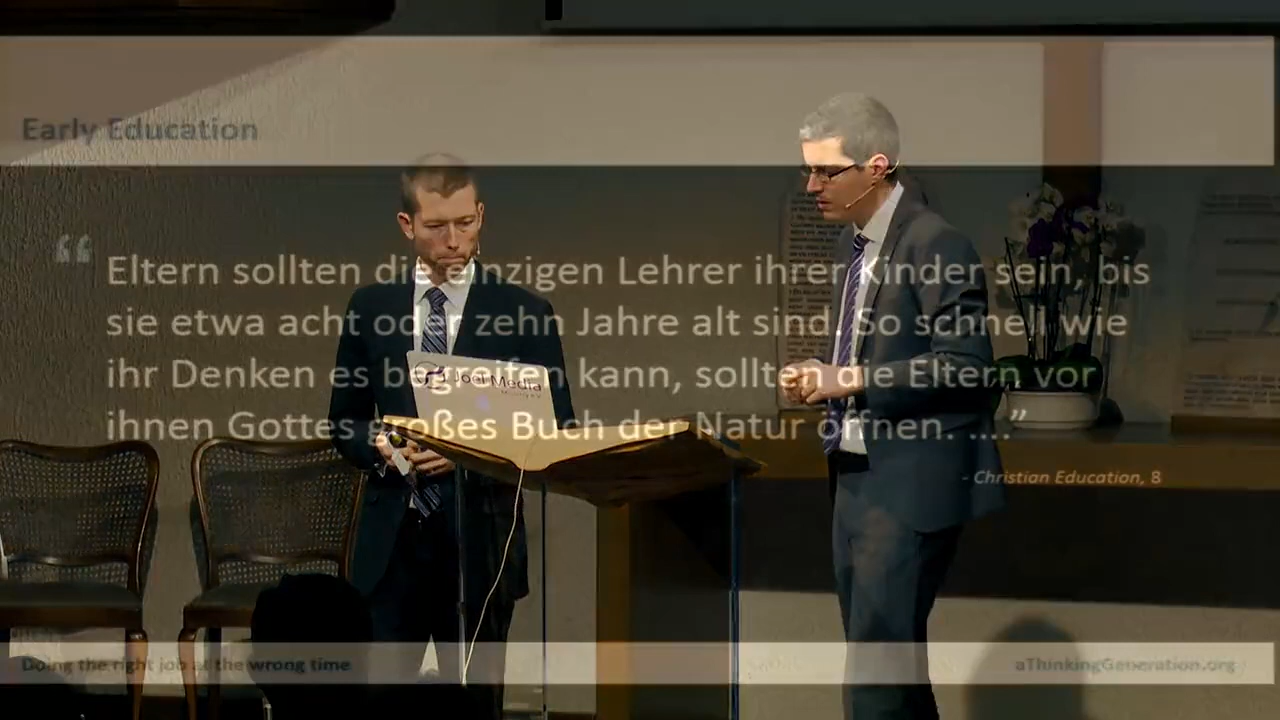 Early Education
“ Eltern sollten die einzigen Lehrer ihrer Kinder sein, bis
sie etwa acht oder zehn Jahre alt sind. So schnell wie
ihr Denken es begreifen kann, sollten die Eltern vor
ihnen Gottes großes Buch der Natur öffnen. ....”
- Christian Education, 8
Joel Media
Doing the right job at the wrong time
aThinkingGeneration.org